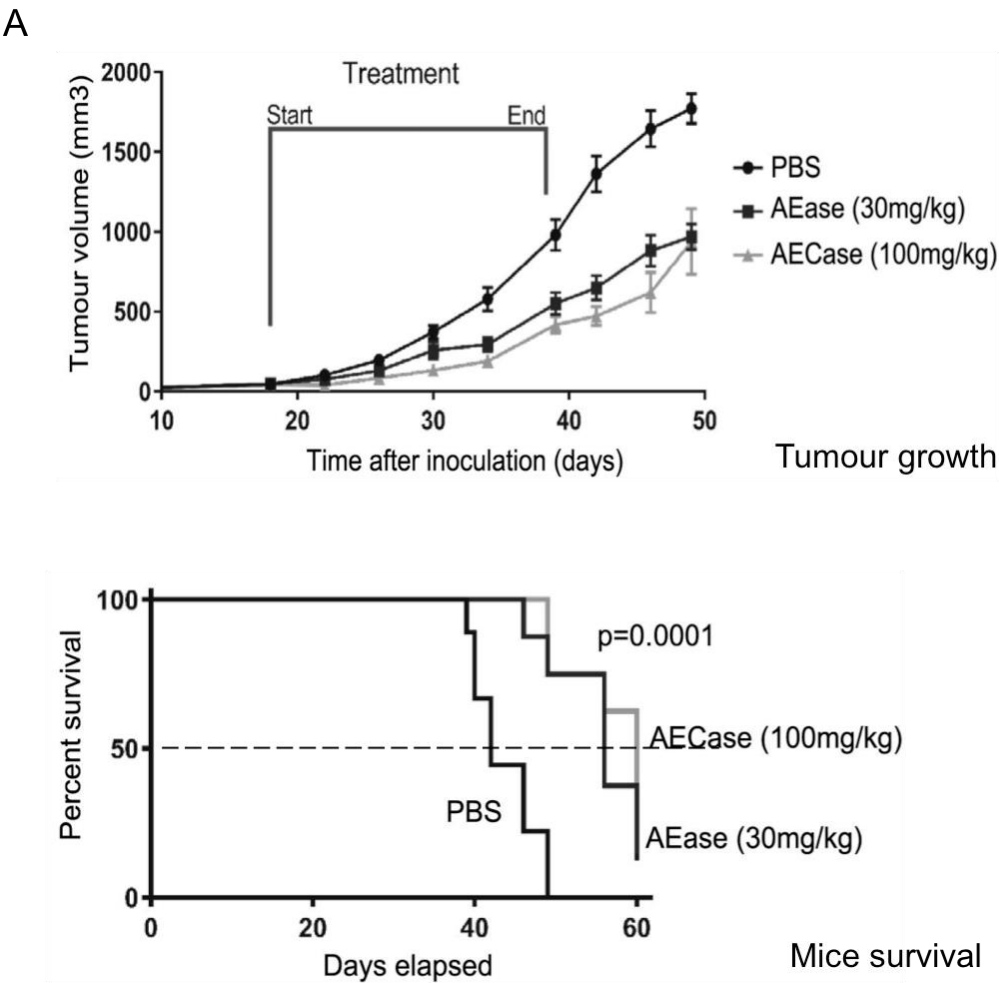 A
Treatment
Start
End
2000
1500
1000
500
0
Tumour volume (mm3)
10 20 30 40 50
Time after inoculation (days)
PBS
AEase (30mg/kg)
AECase (100mg/kg)
Tumour growth
100
50
0
Percent survival
p=0.0001
AECase (100mg/kg)
PBS
AEase (30mg/kg)
0 20 40 60
Days elapsed
Mice survival